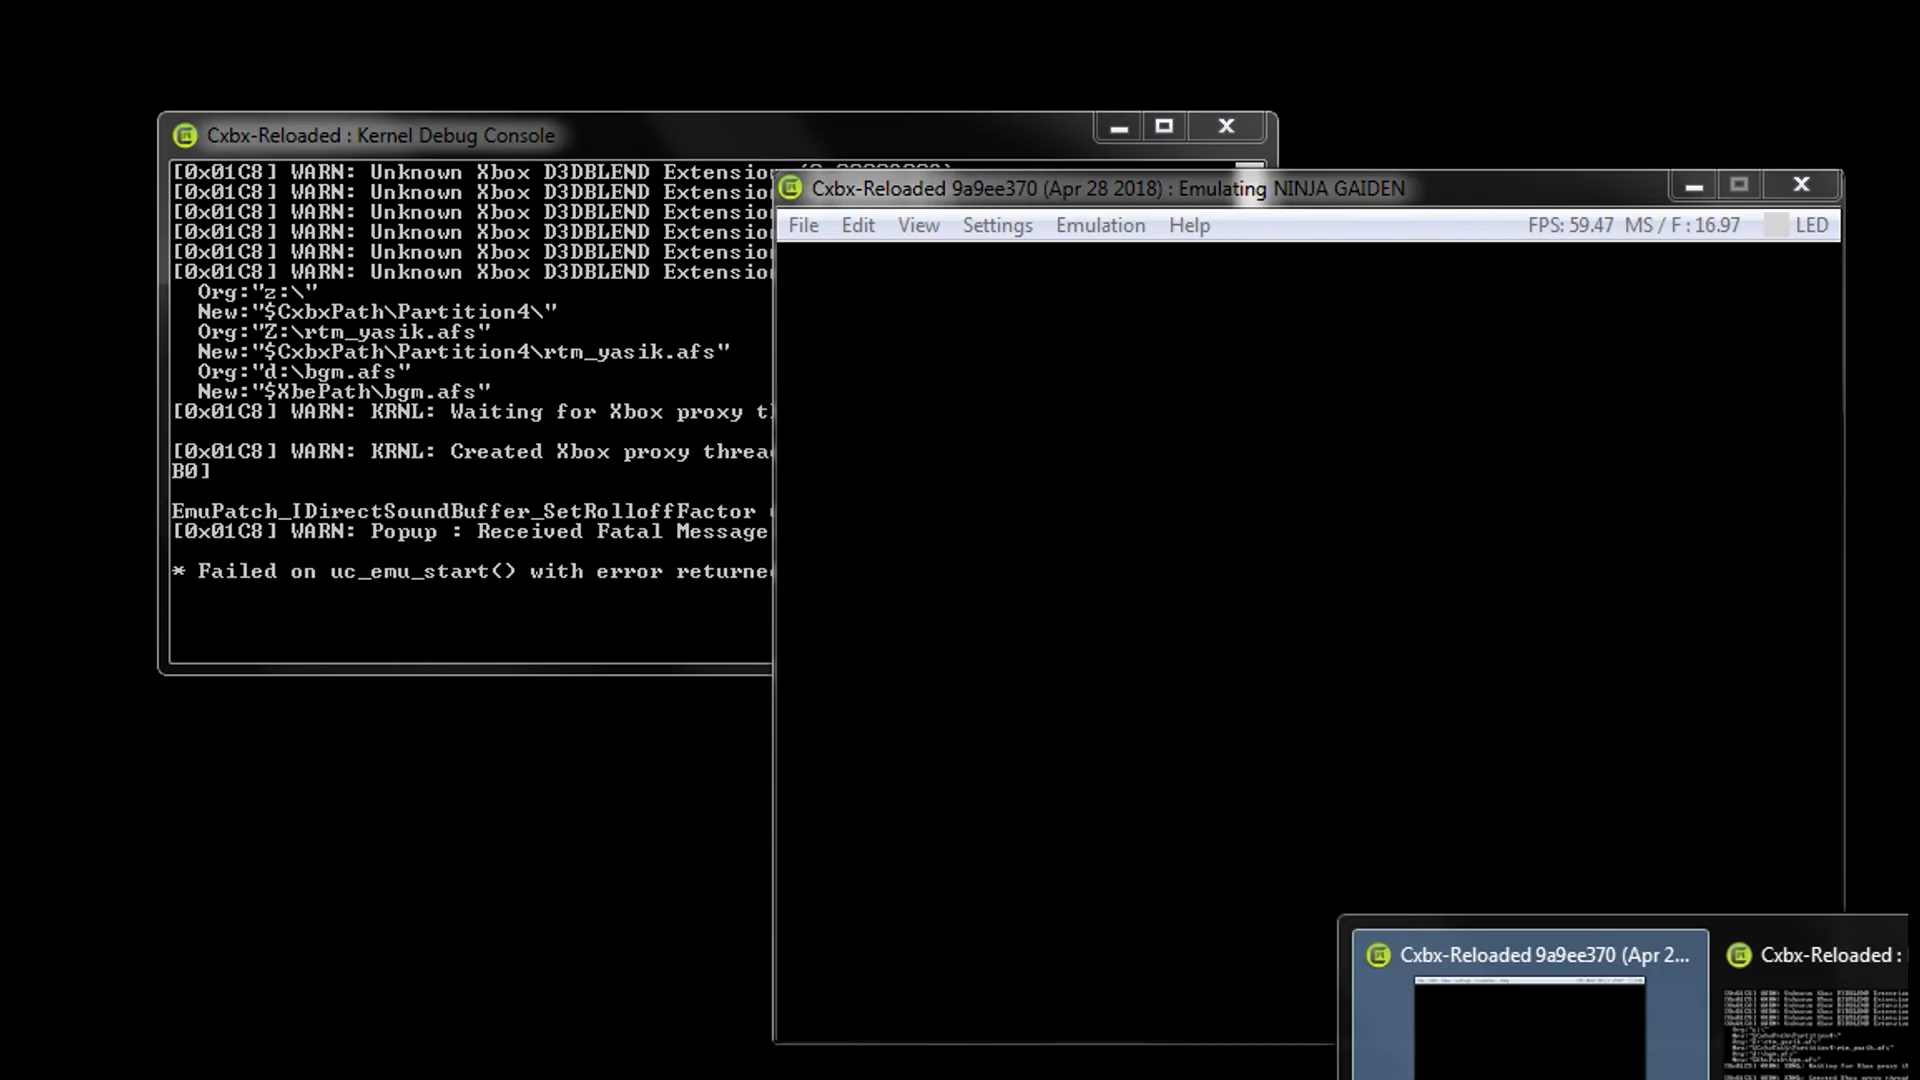 Cxbx-Reloaded : Kernel Debug Console
[0x01C8] WARN: Unknown Xbox D3DBLEND Extension
[0x01C8] WARN: Unknown Xbox D3DBLEND Extensio
[0x01C8] WARN: Unknown Xbox D3DBLEND Extensio
[0x01C8] WARN: Unknown Xbox D3DBLEND Extensio
[0x01C8] WARN: Unknown Xbox D3DBLEND Extensio
[0x01C8] WARN: Unknown Xbox D3DBLEND Extensio
Org:"z:\"
New:"$CxbxPath\Partition4\"
Org:"Z:\rtm_yasik.afs"
New:"$CxbxPath\Partition4\rtm_yasik.afs"
Org:"d:\bgm.afs"
New:"$XbePath\bgm.afs"
[0x01C8] WARN: KRNL: Waiting for Xbox proxy t
[0x01C8] WARN: KRNL: Created Xbox proxy threa
B0]
EmuPatch_IDirectSoundBuffer_SetRolloffFactor
[0x01C8] WARN: Popup : Received Fatal Message
* Failed on uc_emu_start() with error returne
Cxbx-Reloaded 9a9ee370 (Apr 28 2018) : Emulating NINJA GAIDEN
File Edit View Settings Emulation Help FPS: 59.47 MS / F : 16.97 LED
Cxbx-Reloaded 9a9ee370 (Apr 2...
Cxbx-Reloaded :